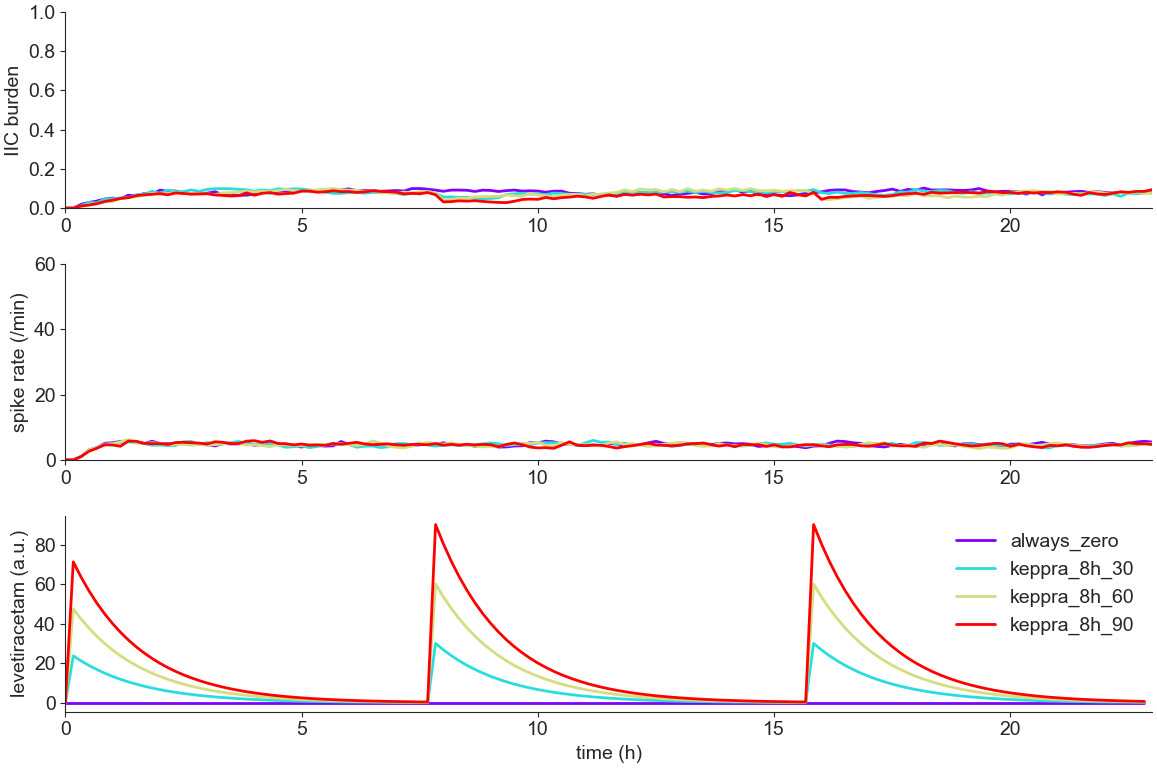 1.0
0.8
0.6
0.4
0.2
0.0
IIC burden
0 5 10 15 20
60
40
20
0
spike rate (/min)
0 5 10 15 20
80
60
40
20
0
levetiracetam (a.u.)
always_zero
keppra_8h_30
keppra_8h_60
keppra_8h_90
0 5 10 15 20
time (h)